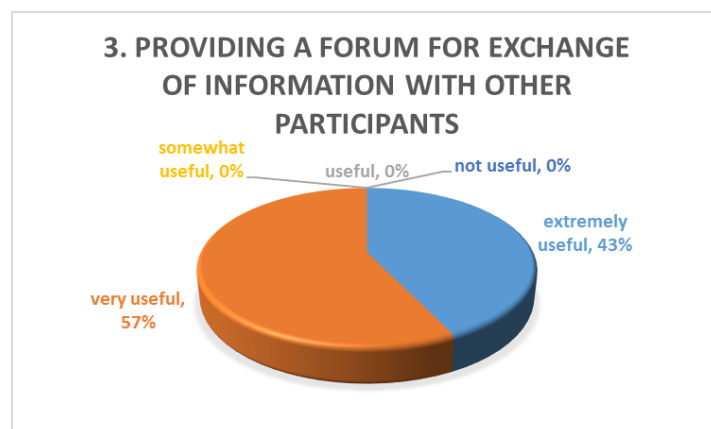 3. PROVIDING A FORUM FOR EXCHANGE
OF INFORMATION WITH OTHER
PARTICIPANTS
somewhat
useful, 0%
useful, 0%
not useful, 0%
extremely
useful, 43%
very useful,
57%